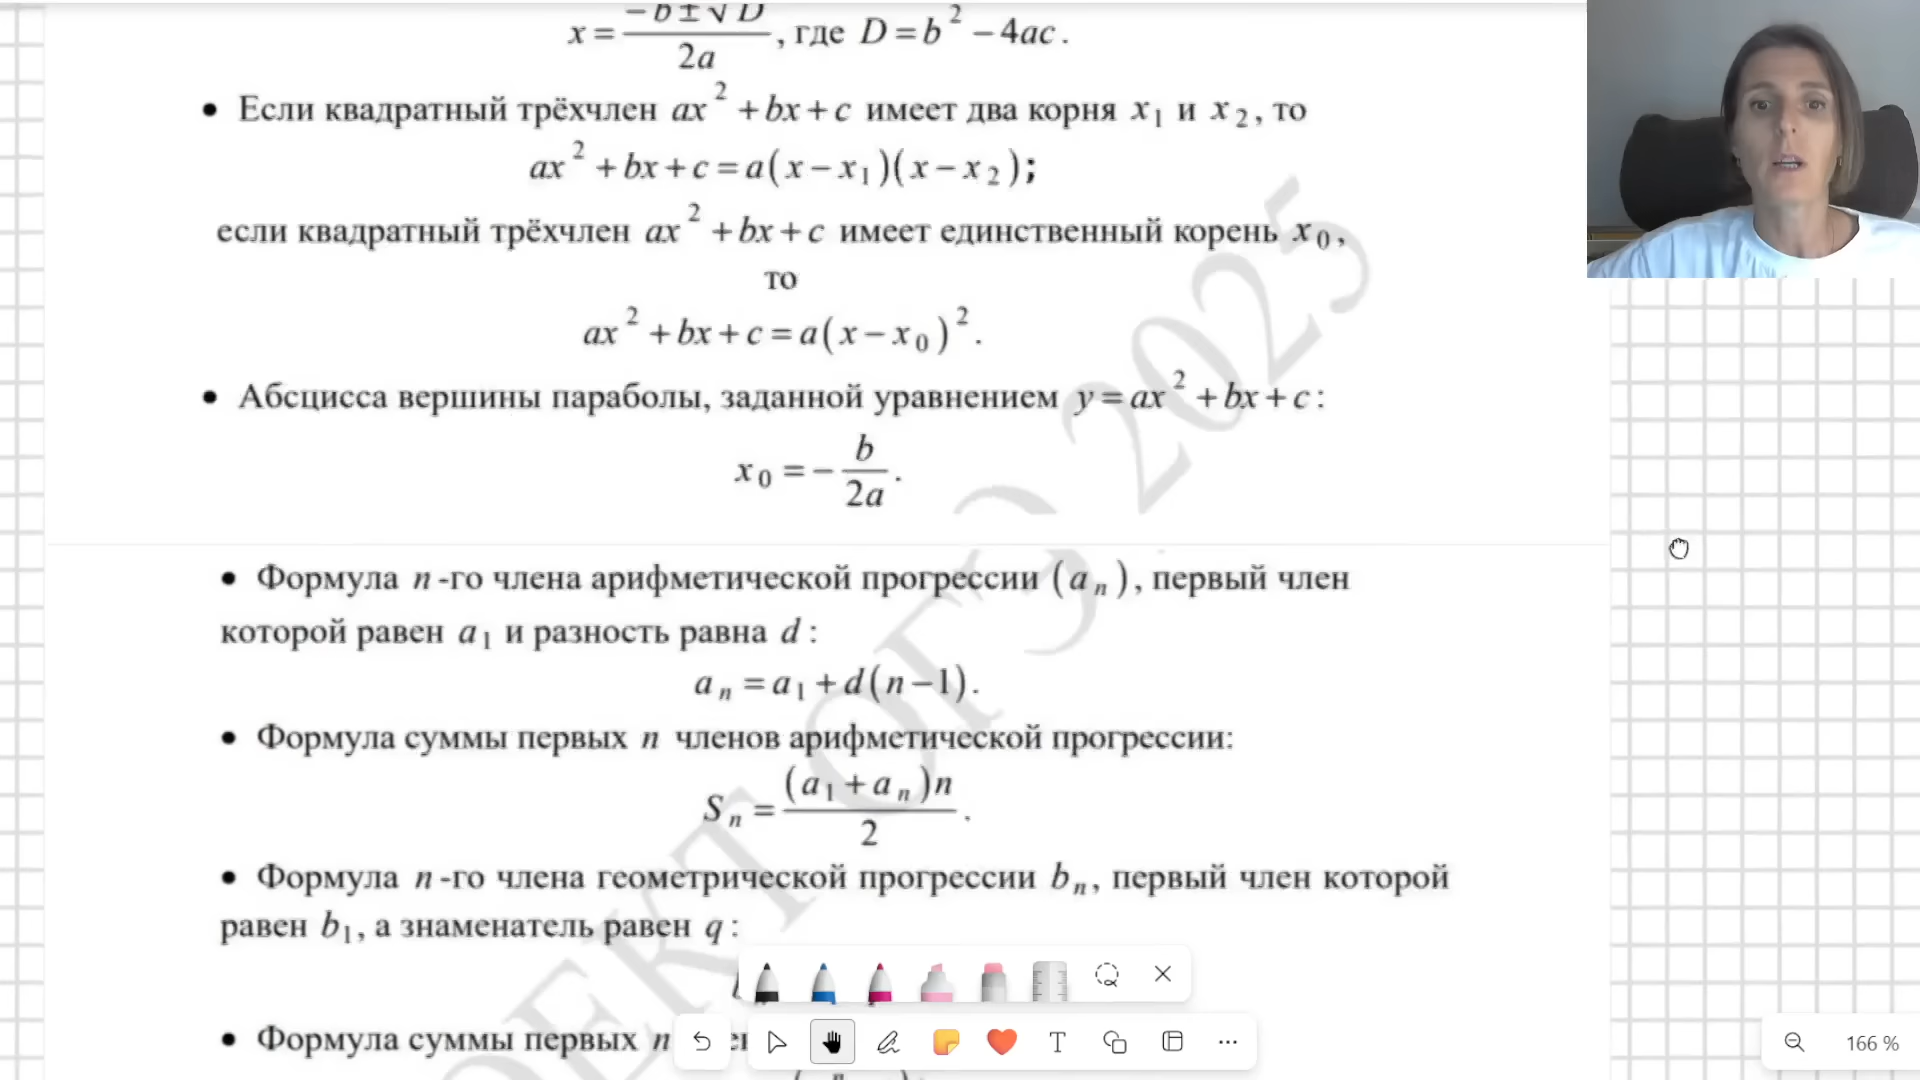 x = −b ± √D / 2a, где D = b² − 4ac.
• Если квадратный трёхчлен ax² + bx + c имеет два корня x₁ и x₂, то
ax² + bx + c = a(x − x₁)(x − x₂);
если квадратный трёхчлен ax² + bx + c имеет единственный корень x₀,
то
ax² + bx + c = a(x − x₀)².
• Абсцисса вершины параболы, заданной уравнением y = ax² + bx + c:
x₀ = − b / 2a.
• Формула n-го члена арифметической прогрессии (aₙ), первый член
которой равен a₁ и разность равна d:
aₙ = a₁ + d(n − 1).
• Формула суммы первых n членов арифметической прогрессии:
Sₙ = (a₁ + aₙ)n / 2.
• Формула n-го члена геометрической прогрессии bₙ, первый член которой
равен b₁, а знаменатель равен q:
• Формула суммы первых n
ОГЭ 2025
166 %